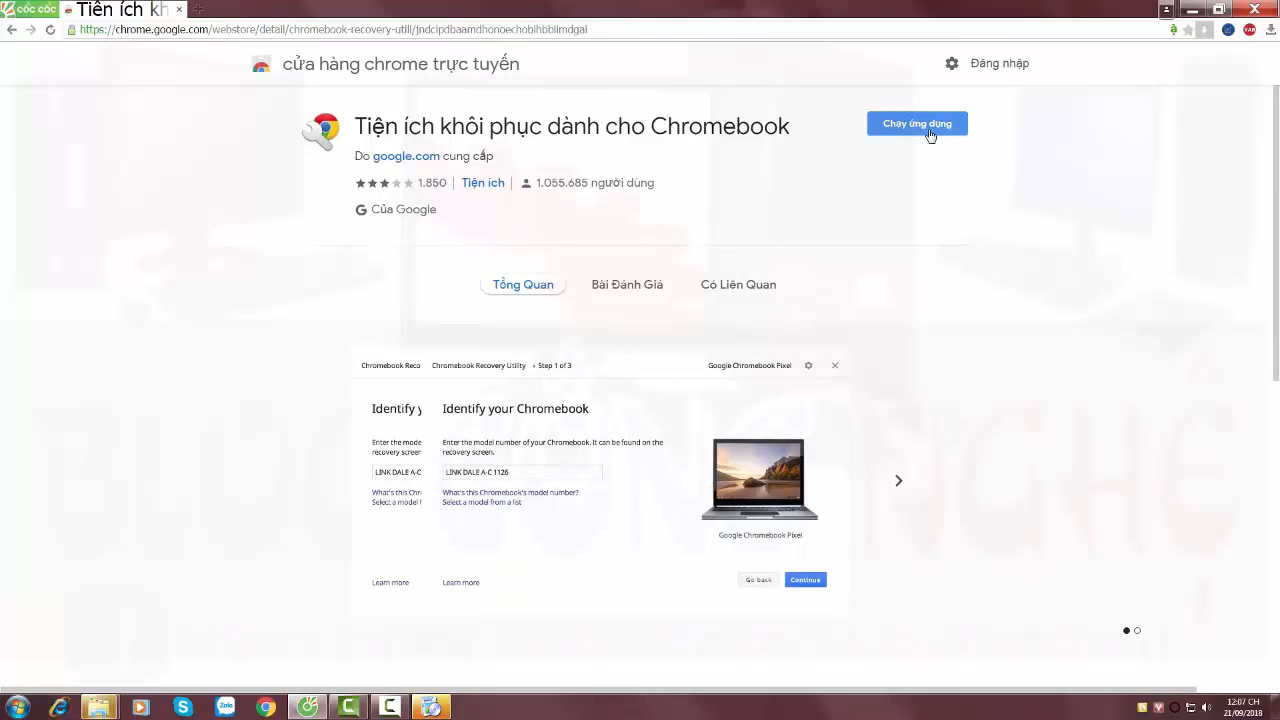 cốc cốc
Tiện ích kh
https://chrome.google.com/webstore/detail/chromebook-recovery-utili/jndcipdbaamdhonoechobihbbiimdgai
cửa hàng chrome trực tuyến
Đăng nhập
Tiện ích khôi phục dành cho Chromebook
Chạy ứng dụng
Do google.com cung cấp
1.850
Tiện ích
1.055.685 người dùng
Của Google
Tổng Quan
Bài Đánh Giá
Có Liên Quan
Chromebook Reco
Chromebook Recovery Utility › Step 1 of 3
Google Chromebook Pixel
Identify y
Identify your Chromebook
Enter the mode
recovery screen
Enter the model number of your Chromebook. It can be found on the
recovery screen.
LINK DALE A-C
LINK DALE A-C 1126
What's this Chr
Select a model f
What's this Chromebook's model number?
Select a model from a list
Google Chromebook Pixel
Learn more
Learn more
Go back
Continue
Zalo
12:07 CH
21/09/2018